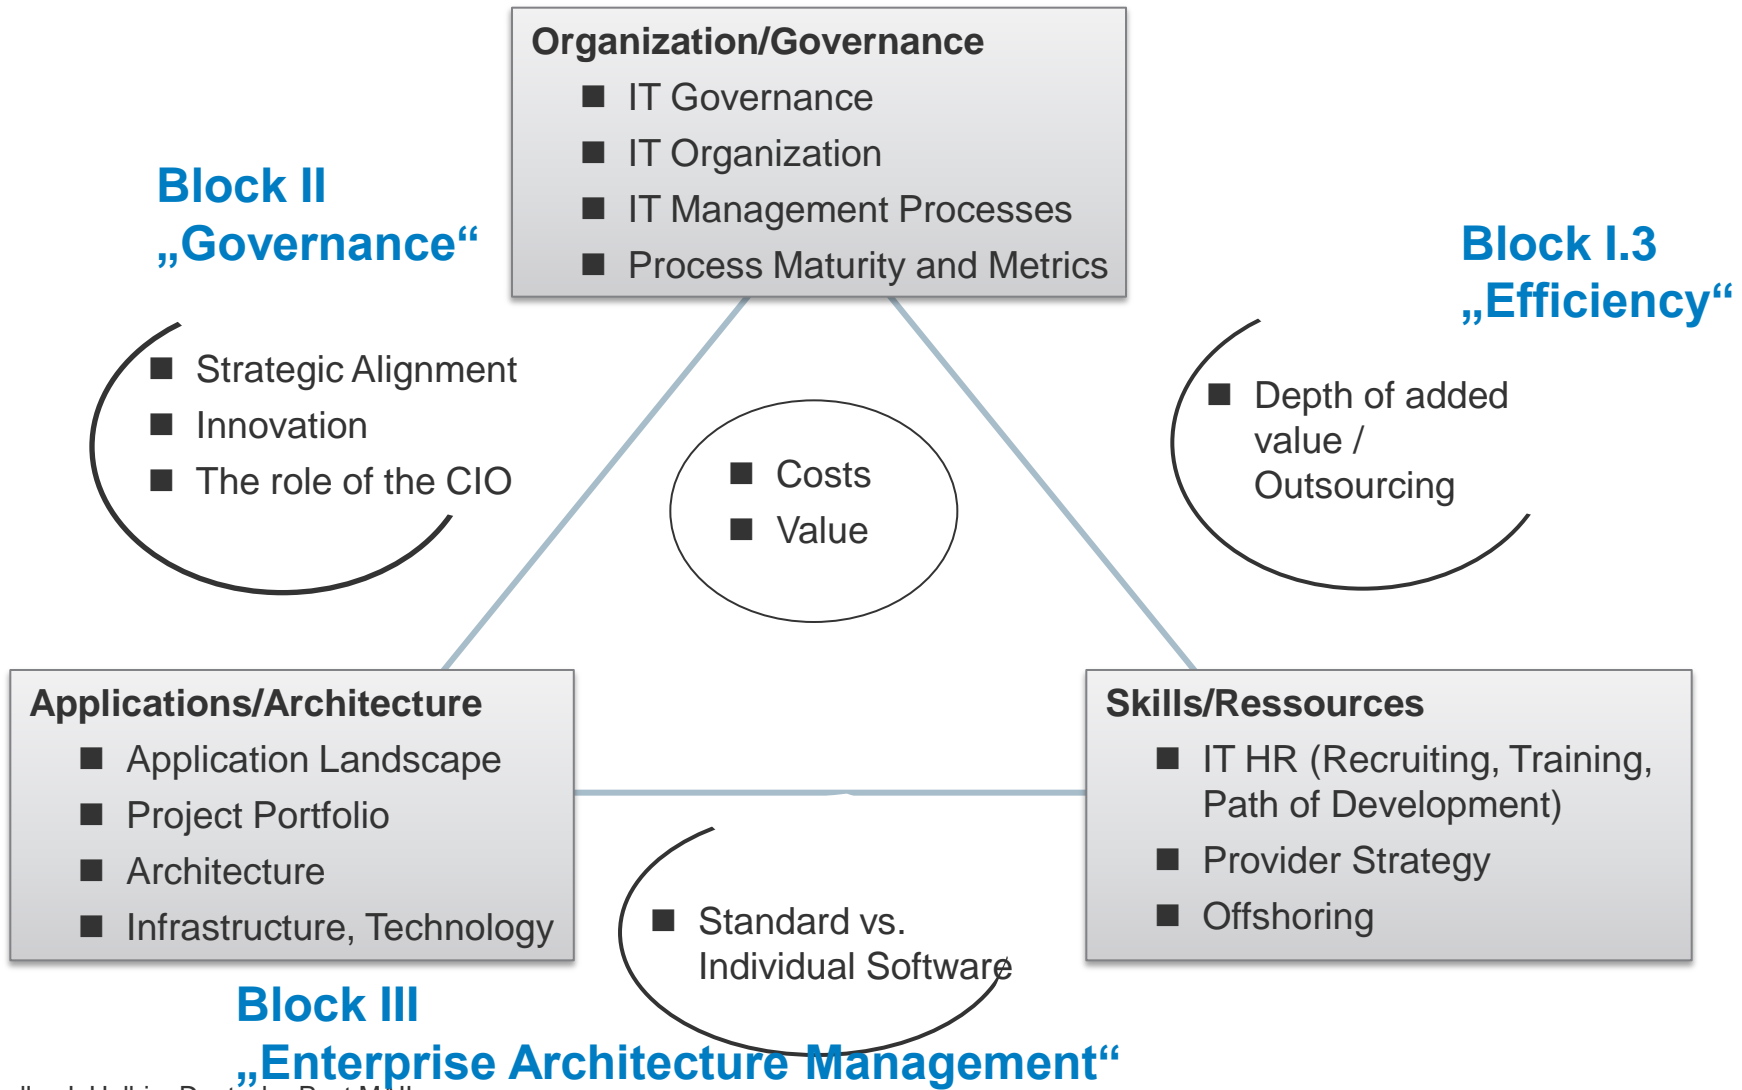 Organization/Governance
■ IT Governance
■ IT Organization
■ IT Management Processes
■ Process Maturity and Metrics
Block II
„Governance“
Block I.3
„Efficiency“
■ Strategic Alignment
■ Innovation
■ The role of the CIO
■ Costs
■ Value
■ Depth of added
value /
Outsourcing
Applications/Architecture
■ Application Landscape
■ Project Portfolio
■ Architecture
■ Infrastructure, Technology
Skills/Ressources
■ IT HR (Recruiting, Training,
Path of Development)
■ Provider Strategy
■ Offshoring
■ Standard vs.
Individual Software
Block III
„Enterprise Architecture Management“